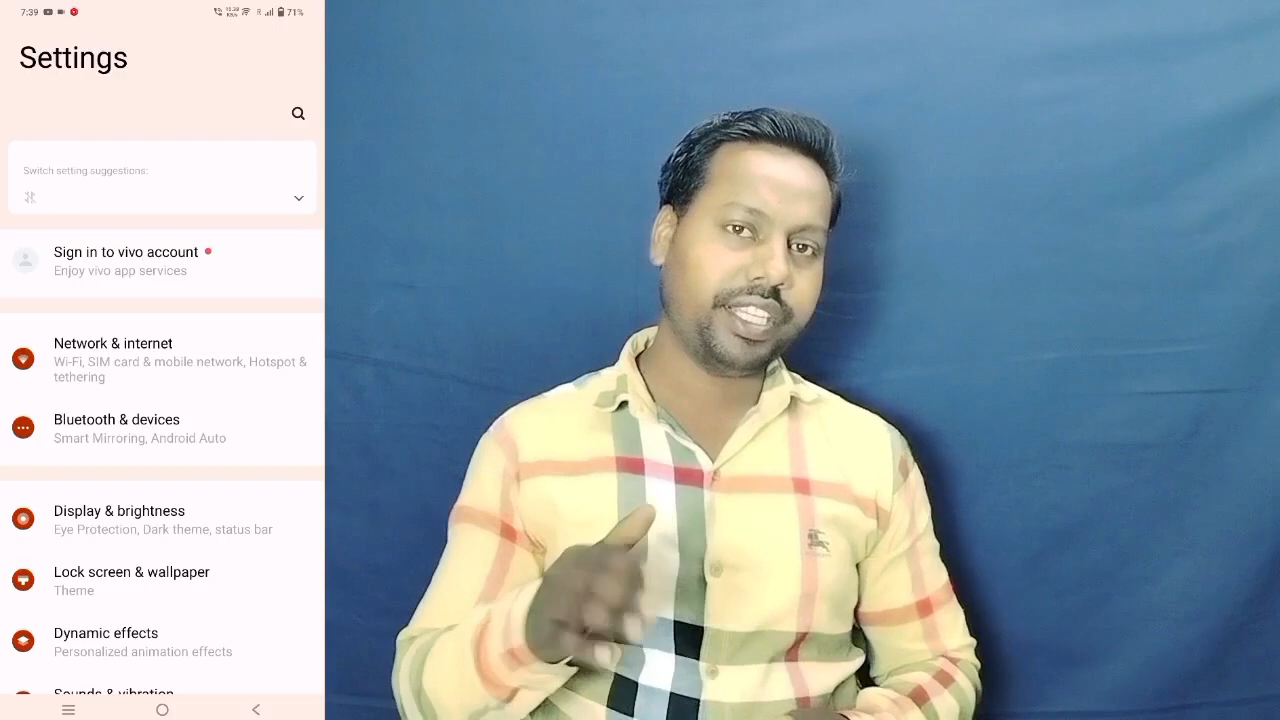 7:39
71%
Settings
Switch setting suggestions:
Sign in to vivo account
Enjoy vivo app services
Network & internet
Wi-Fi, SIM card & mobile network, Hotspot &
tethering
Bluetooth & devices
Smart Mirroring, Android Auto
Display & brightness
Eye Protection, Dark theme, status bar
Lock screen & wallpaper
Theme
Dynamic effects
Personalized animation effects
Sounds & vibration